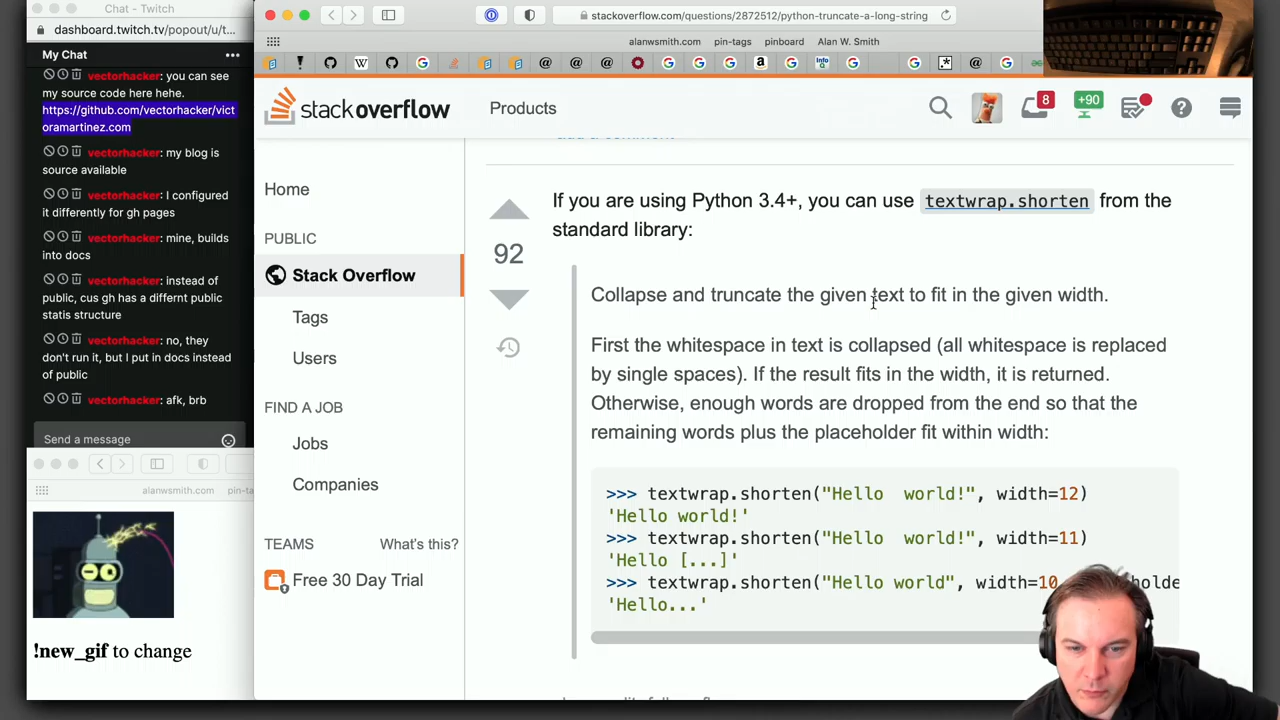 Chat - Twitch
dashboard.twitch.tv/popout/u/t...
My Chat
vectorhacker: you can see
my source code here hehe.
https://github.com/vectorhacker/vict
oramartinez.com
vectorhacker: my blog is
source available
vectorhacker: I configured
it differently for gh pages
vectorhacker: mine, builds
into docs
vectorhacker: instead of
public, cus gh has a differnt public
statis structure
vectorhacker: no, they
don't run it, but I put in docs instead
of public
vectorhacker: afk, brb
Send a message
alanwsmith.com pin-ta
!new_gif to change
stackoverflow.com/questions/2872512/python-truncate-a-long-string
alanwsmith.com pin-tags pinboard Alan W. Smith
stackoverflow Products
8 +90
Home
PUBLIC
Stack Overflow
Tags
Users
FIND A JOB
Jobs
Companies
TEAMS What's this?
Free 30 Day Trial
add a comment
92
If you are using Python 3.4+, you can use textwrap.shorten from the
standard library:
Collapse and truncate the given text to fit in the given width.
First the whitespace in text is collapsed (all whitespace is replaced
by single spaces). If the result fits in the width, it is returned.
Otherwise, enough words are dropped from the end so that the
remaining words plus the placeholder fit within width:
>>> textwrap.shorten("Hello  world!", width=12)
'Hello world!'
>>> textwrap.shorten("Hello  world!", width=11)
'Hello [...]'
>>> textwrap.shorten("Hello world", width=10
'Hello...'